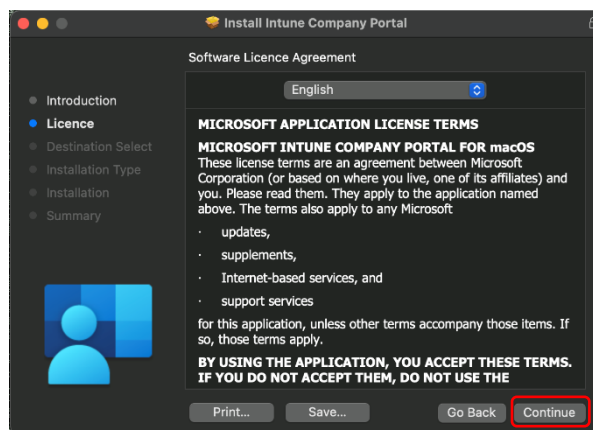 Install Intune Company Portal
Software Licence Agreement
English
Introduction
Licence
Destination Select
Installation Type
Installation
Summary
MICROSOFT APPLICATION LICENSE TERMS
MICROSOFT INTUNE COMPANY PORTAL FOR macOS
These license terms are an agreement between Microsoft
Corporation (or based on where you live, one of its affiliates) and
you. Please read them. They apply to the application named
above. The terms also apply to any Microsoft
· updates,
· supplements,
· Internet-based services, and
· support services
for this application, unless other terms accompany those items. If
so, those terms apply.
BY USING THE APPLICATION, YOU ACCEPT THESE TERMS.
IF YOU DO NOT ACCEPT THEM, DO NOT USE THE
Print... Save... Go Back Continue